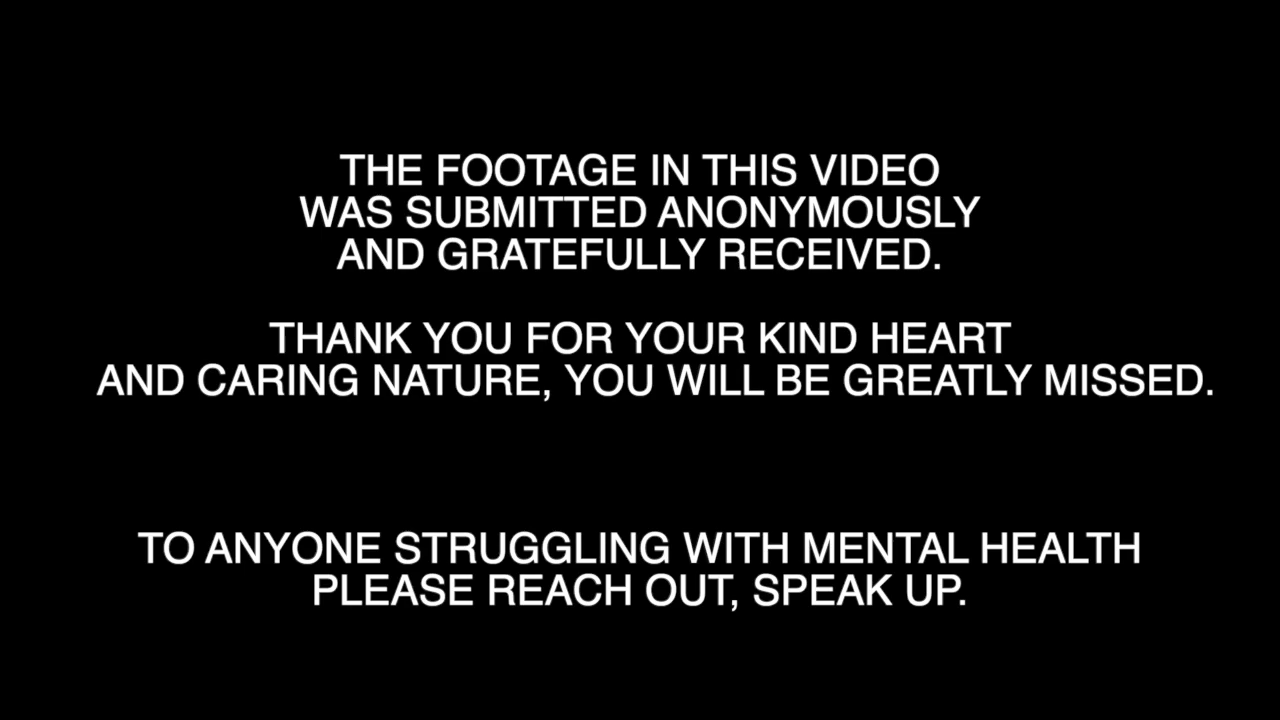 THE FOOTAGE IN THIS VIDEO
WAS SUBMITTED ANONYMOUSLY
AND GRATEFULLY RECEIVED.
THANK YOU FOR YOUR KIND HEART
AND CARING NATURE, YOU WILL BE GREATLY MISSED.
TO ANYONE STRUGGLING WITH MENTAL HEALTH
PLEASE REACH OUT, SPEAK UP.